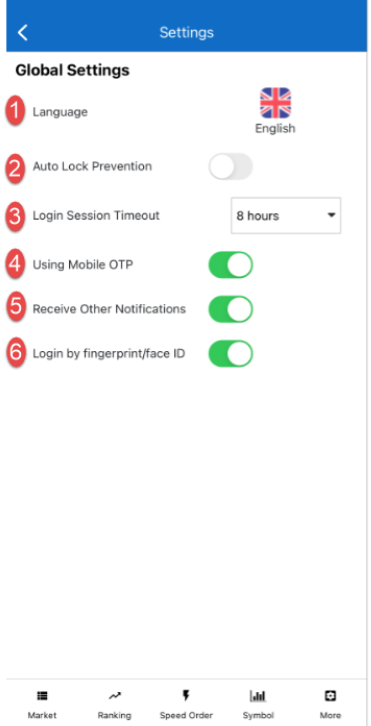 Settings
Global Settings
1 Language
English
2 Auto Lock Prevention
3 Login Session Timeout 8 hours
4 Using Mobile OTP
5 Receive Other Notifications
6 Login by fingerprint/face ID
Market Ranking Speed Order Symbol More